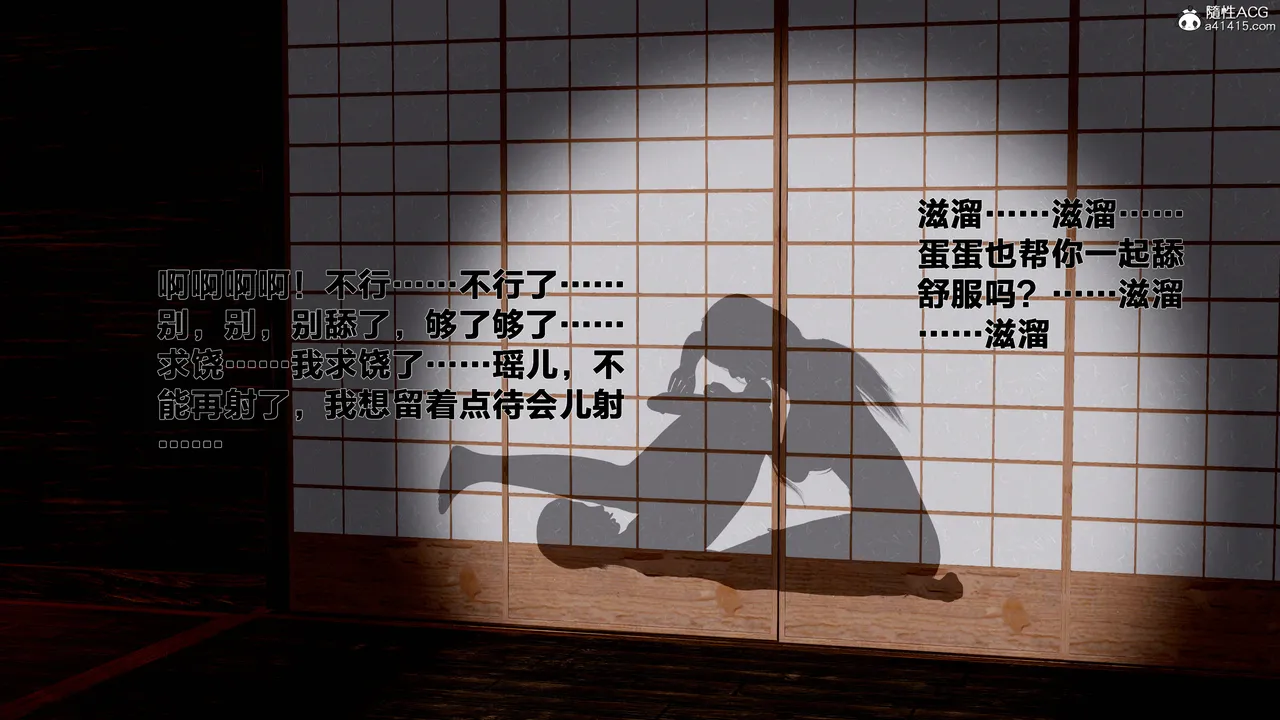 隨性ACG
a41415.com
滋溜……滋溜……
蛋蛋也帮你一起舔
舒服吗？……滋溜
……滋溜
啊啊啊啊！不行……不行了……
别，别，别舔了，够了够了……
求饶……我求饶了……瑶儿，不
能再射了，我想留着点待会儿射
……